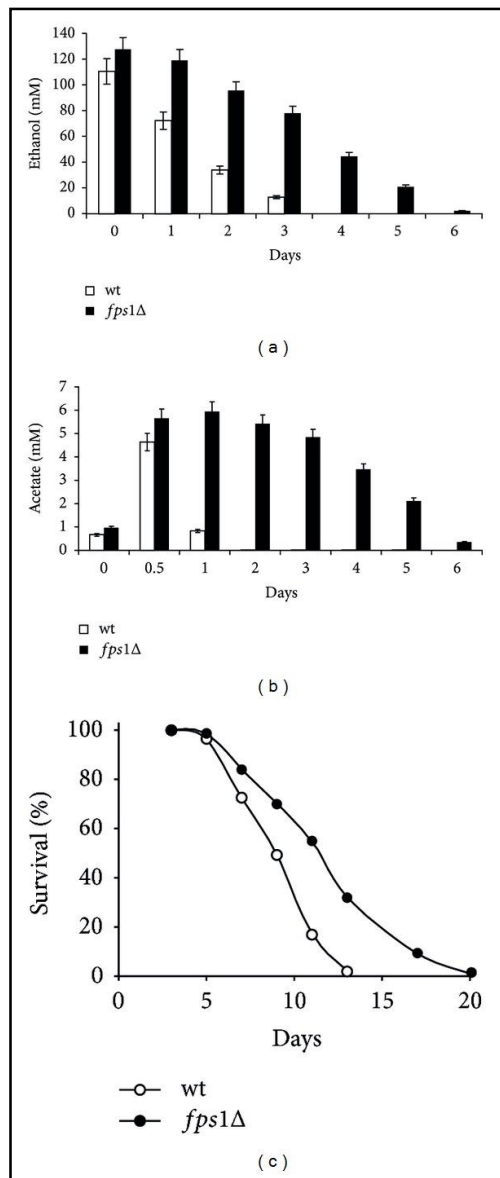 140
120
100
80
60
40
20
0
Ethanol (mM)
0 1 2 3 4 5 6
Days
wt
fps1Δ
( a )
7
6
5
4
3
2
1
0
Acetate (mM)
0 0.5 1 2 3 4 5 6
Days
wt
fps1Δ
( b )
100
80
60
40
20
0
Survival (%)
0 5 10 15 20
Days
wt
fps1Δ
( c )